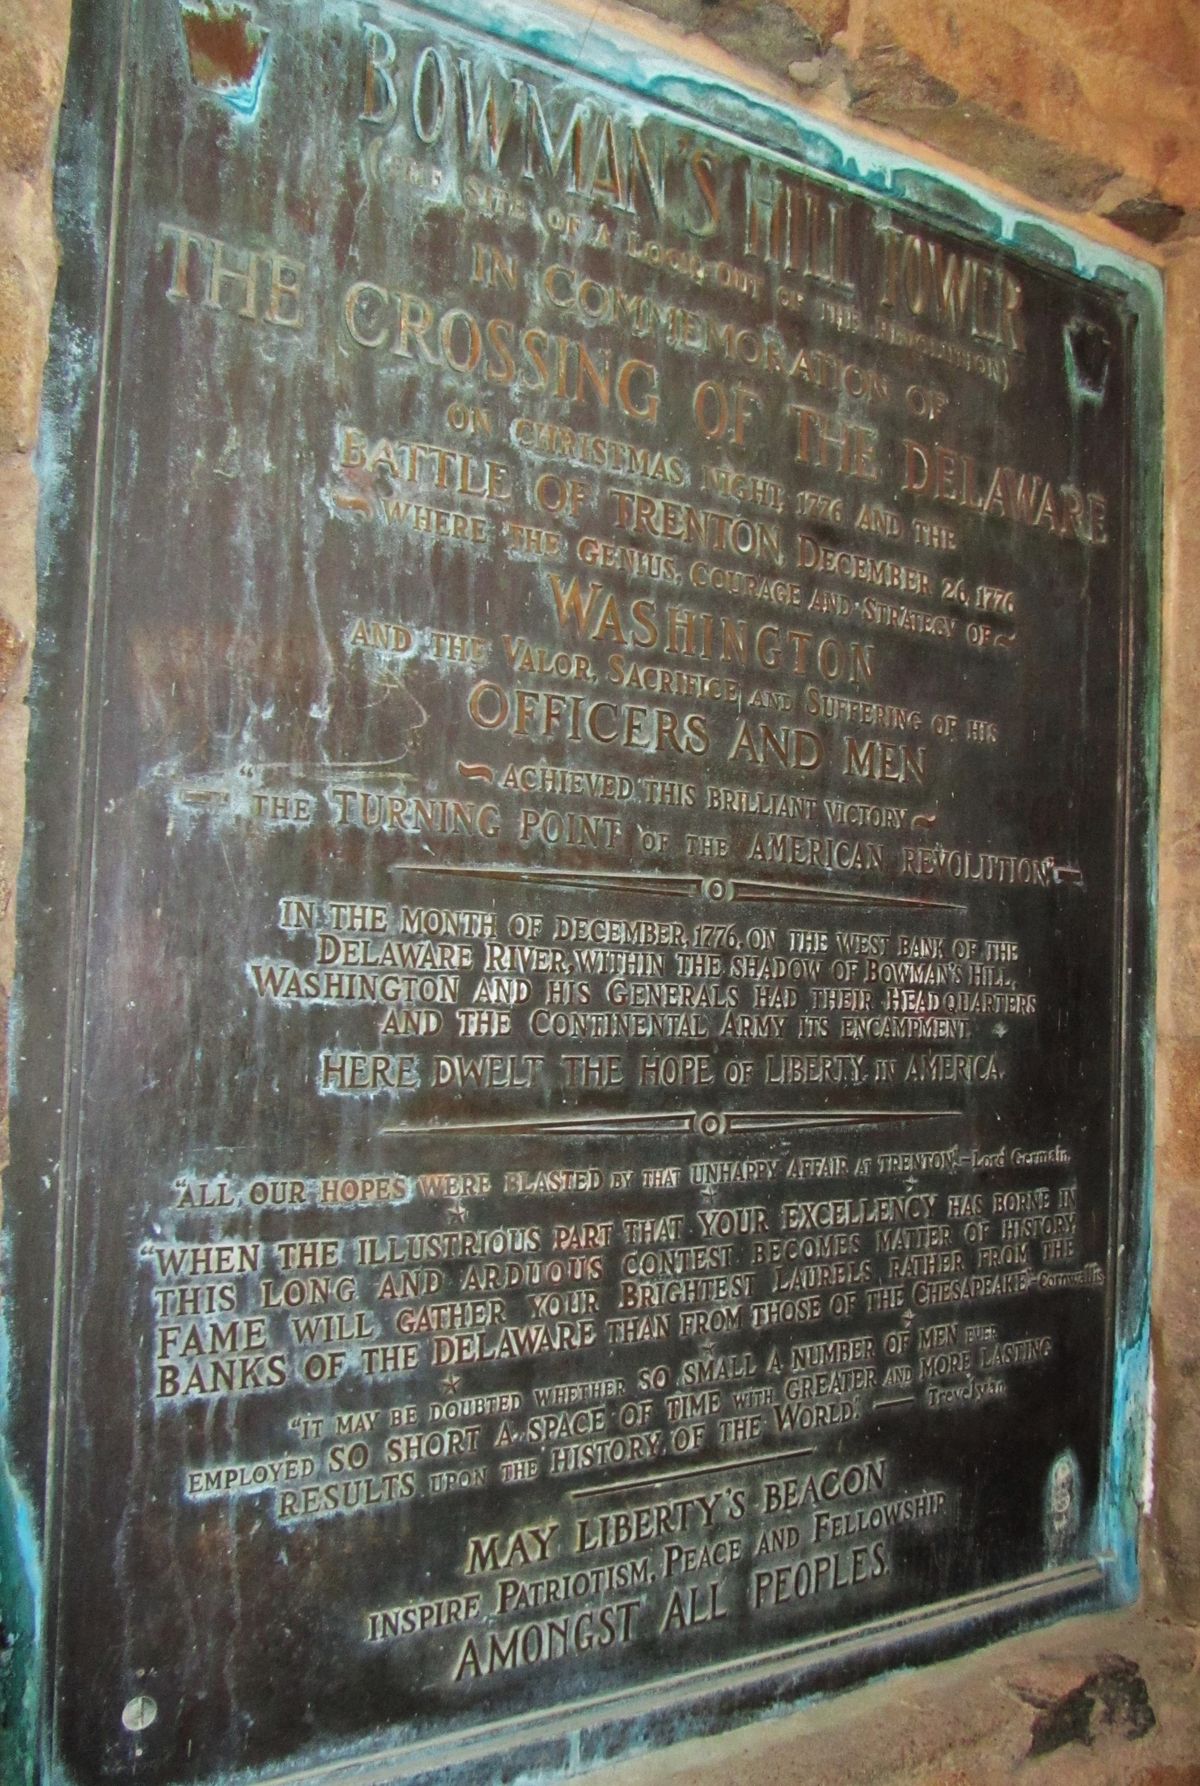 BOWMAN'S HILL TOWER
(THE SITE OF A LOOK OUT OF THE REVOLUTION)
IN COMMEMORATION OF
THE CROSSING OF THE DELAWARE
ON CHRISTMAS NIGHT, 1776 AND THE
BATTLE OF TRENTON, DECEMBER 26, 1776
~WHERE THE GENIUS, COURAGE AND STRATEGY OF~
WASHINGTON
AND THE VALOR, SACRIFICE AND SUFFERING OF HIS
OFFICERS AND MEN
~ACHIEVED THIS BRILLIANT VICTORY~
—"THE TURNING POINT OF THE AMERICAN REVOLUTION"—
IN THE MONTH OF DECEMBER, 1776, ON THE WEST BANK OF THE
DELAWARE RIVER, WITHIN THE SHADOW OF BOWMAN'S HILL,
WASHINGTON AND HIS GENERALS HAD THEIR HEADQUARTERS
AND THE CONTINENTAL ARMY ITS ENCAMPMENT.
HERE DWELT THE HOPE OF LIBERTY IN AMERICA.
"ALL OUR HOPES WERE BLASTED BY THAT UNHAPPY AFFAIR AT TRENTON."—Lord Germain.
"WHEN THE ILLUSTRIOUS PART THAT YOUR EXCELLENCY HAS BORNE IN
THIS LONG AND ARDUOUS CONTEST BECOMES MATTER OF HISTORY
FAME WILL GATHER YOUR BRIGHTEST LAURELS RATHER FROM THE
BANKS OF THE DELAWARE THAN FROM THOSE OF THE CHESAPEAKE."—Cornwallis
"IT MAY BE DOUBTED WHETHER SO SMALL A NUMBER OF MEN EVER
EMPLOYED SO SHORT A SPACE OF TIME WITH GREATER AND MORE LASTING
RESULTS UPON THE HISTORY OF THE WORLD."—Trevelyan
MAY LIBERTY'S BEACON
INSPIRE PATRIOTISM, PEACE AND FELLOWSHIP
AMONGST ALL PEOPLES.